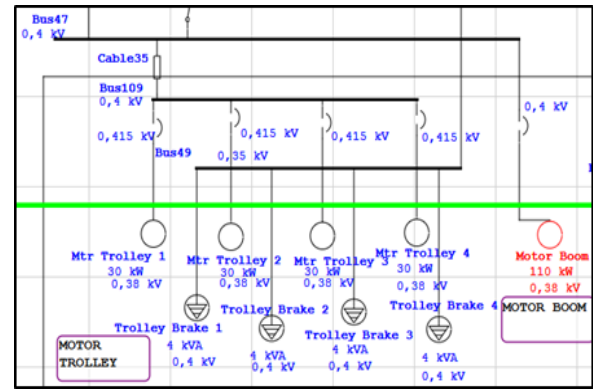 Bus47
0,4 kV
Cable35
Bus109
0,4 kV
0,4 kV
0,415 kV
0,415 kV
0,415 kV
0,415 kV
Bus49
0,35 kV
Mtr Trolley 1
30 kW
0,38 kV
Mtr Trolley 2
30 kW
0,38 kV
Mtr Trolley 3
30 kW
0,38 kV
Mtr Trolley 4
30 kW
0,38 kV
Motor Boom
110 kW
0,38 kV
Trolley Brake 1
4 kVA
0,4 kV
Trolley Brake 2
4 kVA
0,4 kV
Trolley Brake 3
4 kVA
0,4 kV
Trolley Brake 4
4 kVA
0,4 kV
MOTOR BOOM
MOTOR
TROLLEY